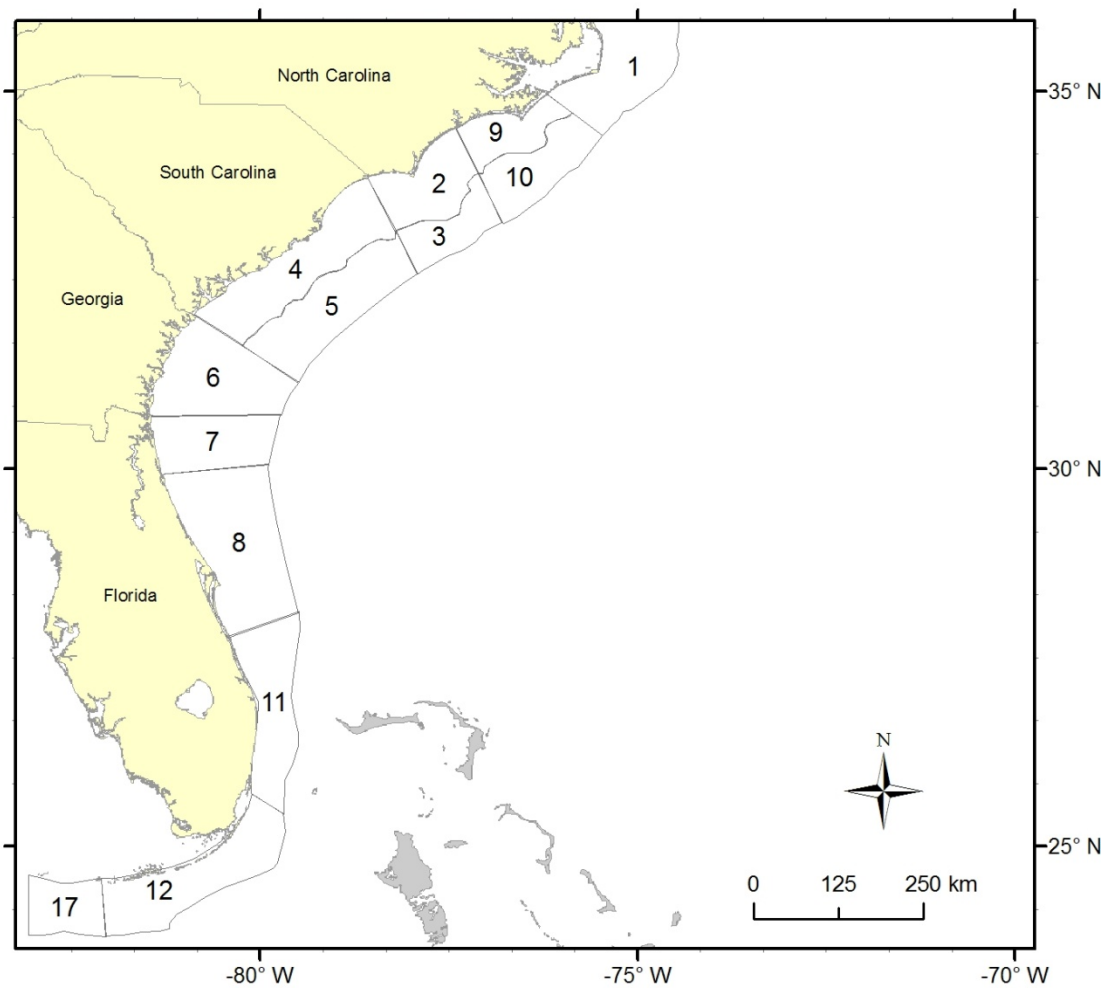 North Carolina
1
35° N
9
South Carolina
10
2
3
4
Georgia
5
6
7
30° N
8
Florida
11
N
25° N
0 125 250 km
12
17
-80° W -75° W -70° W